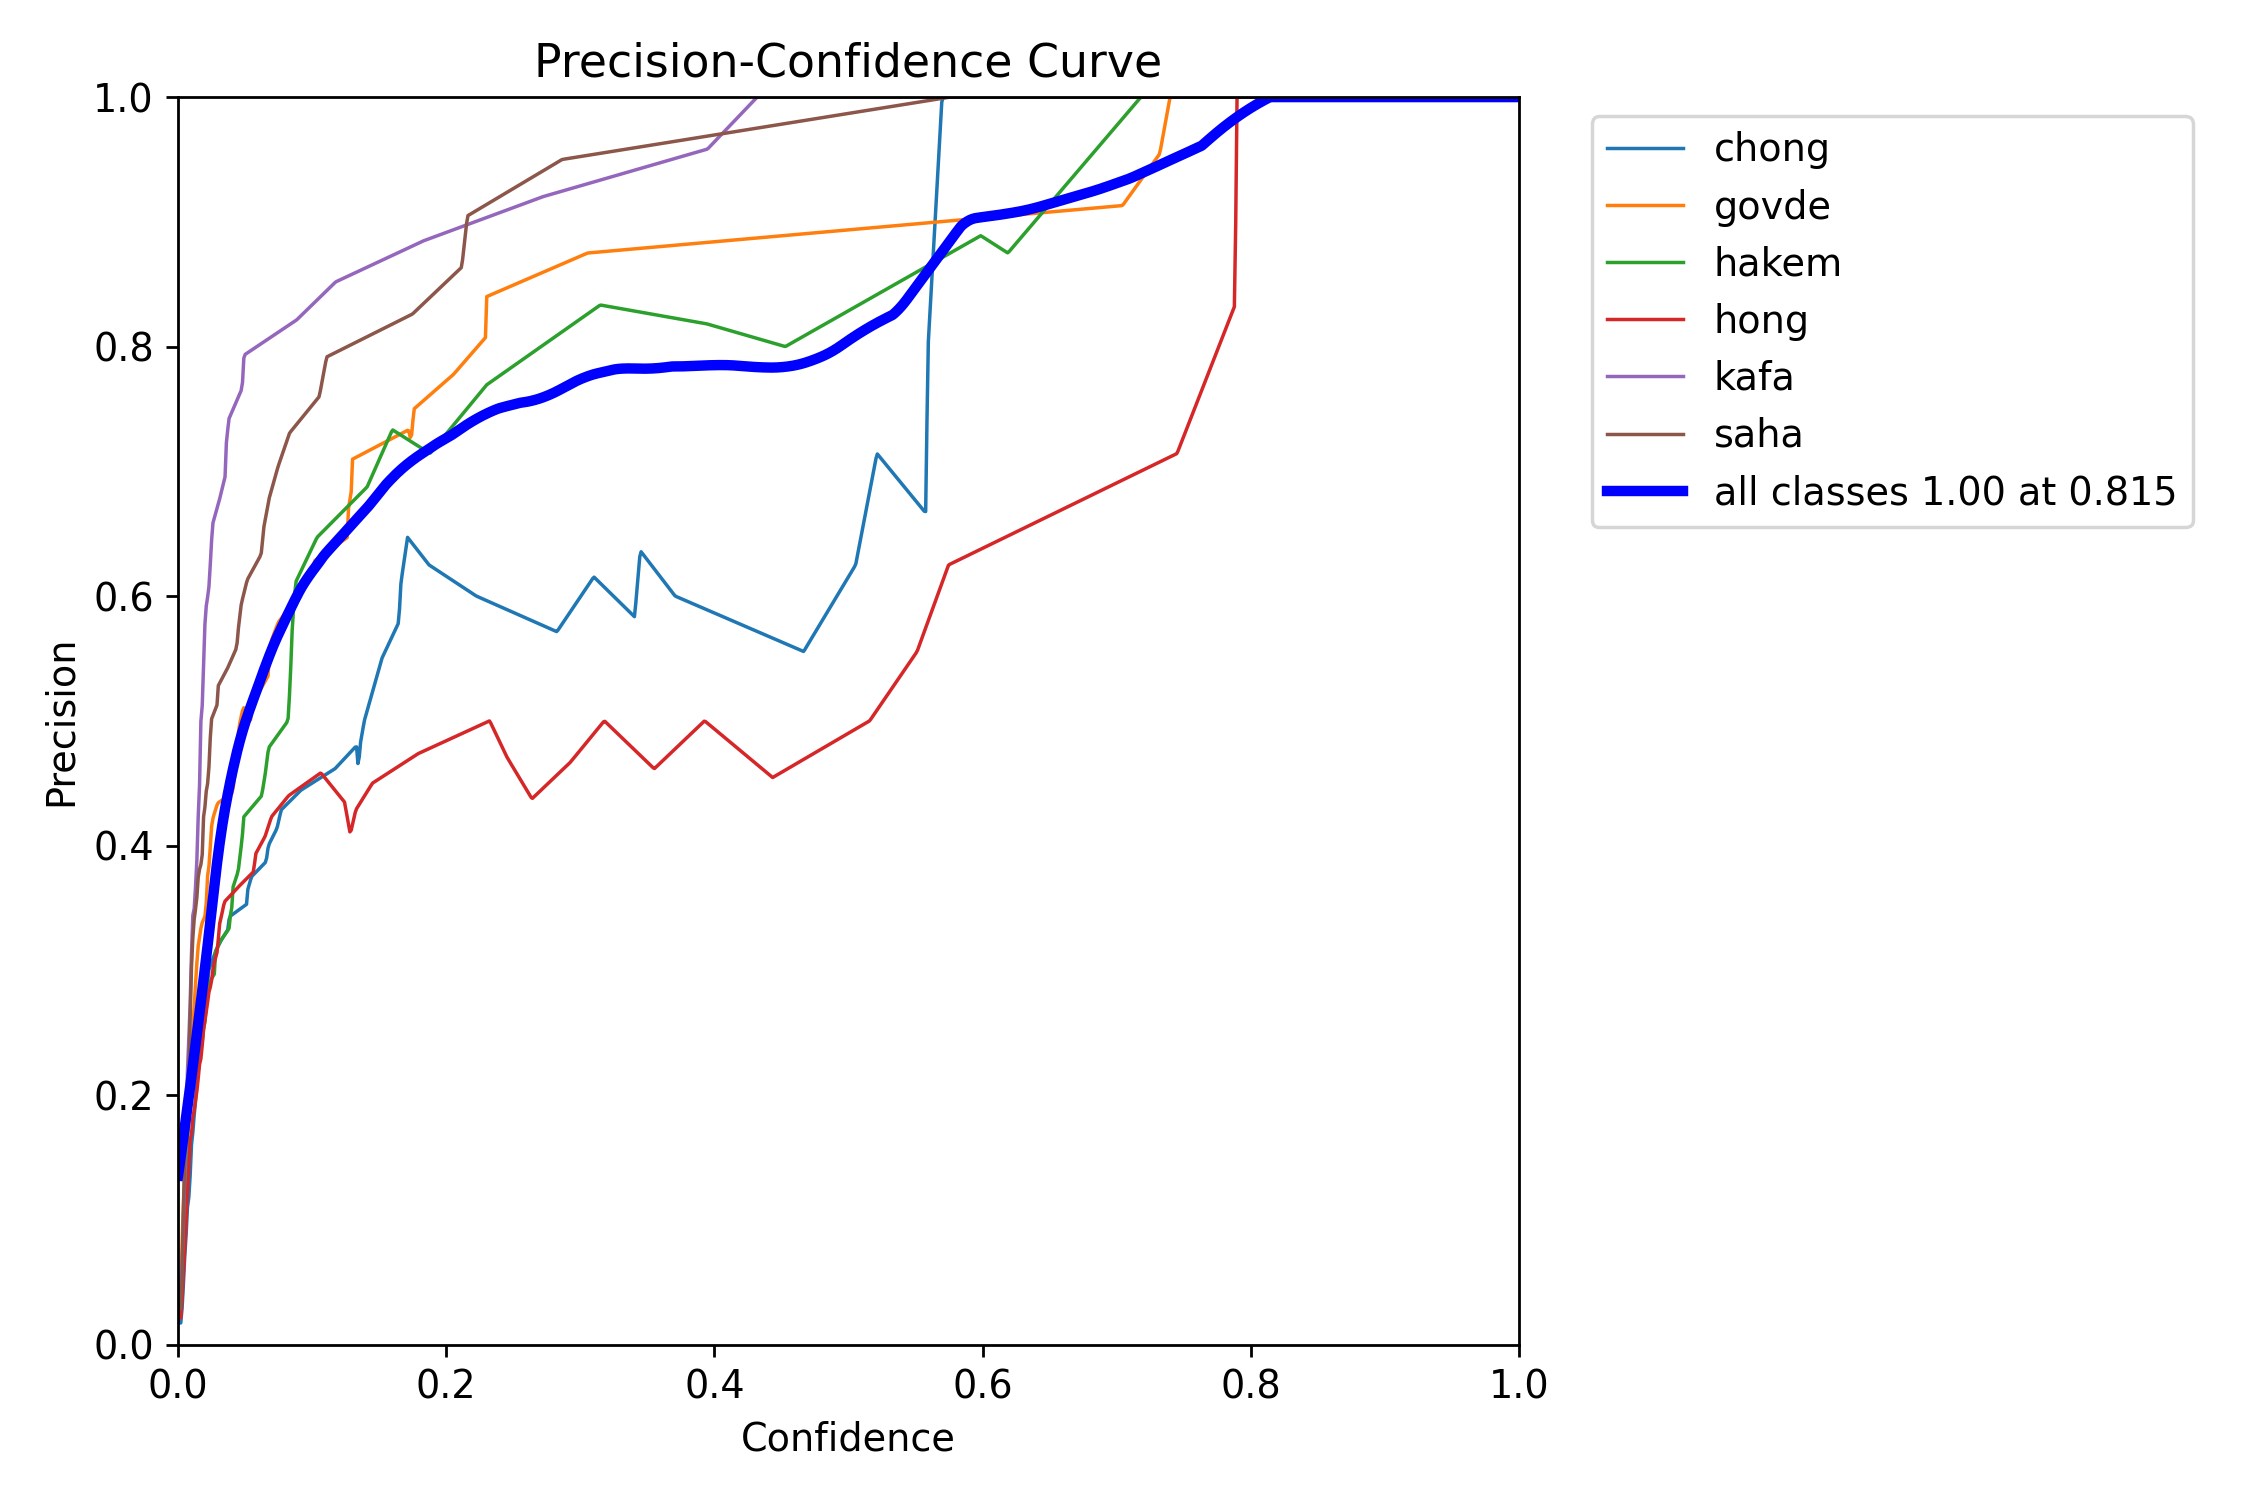 Precision-Confidence Curve
1.0
0.8
0.6
0.4
0.2
0.0
Precision
0.0 0.2 0.4 0.6 0.8 1.0
Confidence
chong
govde
hakem
hong
kafa
saha
all classes 1.00 at 0.815